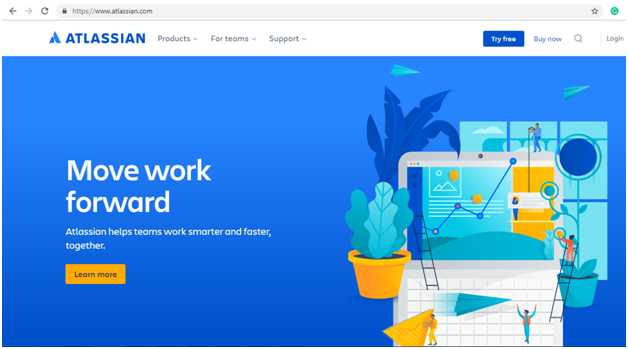 https://www.atlassian.com
ATLASSIAN Products For teams Support Try free Buy now Login
Move work
forward
Atlassian helps teams work smarter and faster,
together.
Learn more